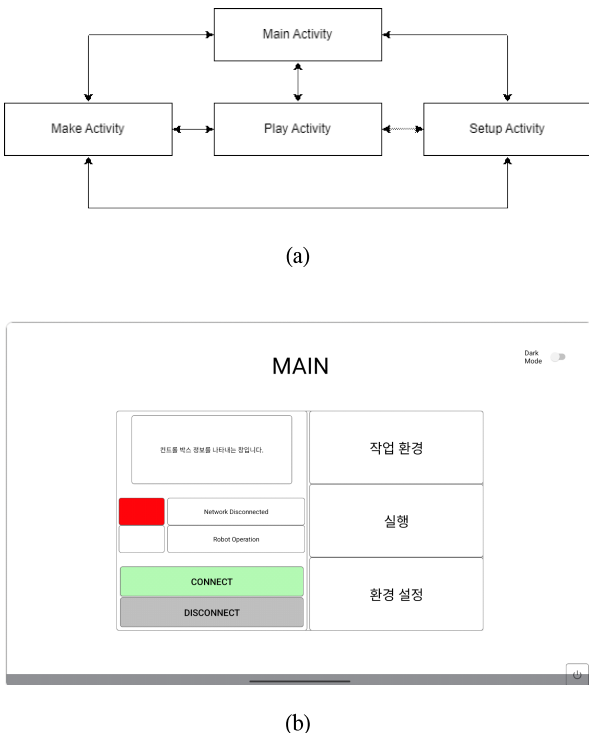 Main Activity
Make Activity
Play Activity
Setup Activity
(a)
MAIN
Dark
Mode
컨트롤 박스 정보를 나타내는 창입니다.
작업 환경
Network Disconnected
실행
Robot Operation
CONNECT
환경 설정
DISCONNECT
(b)